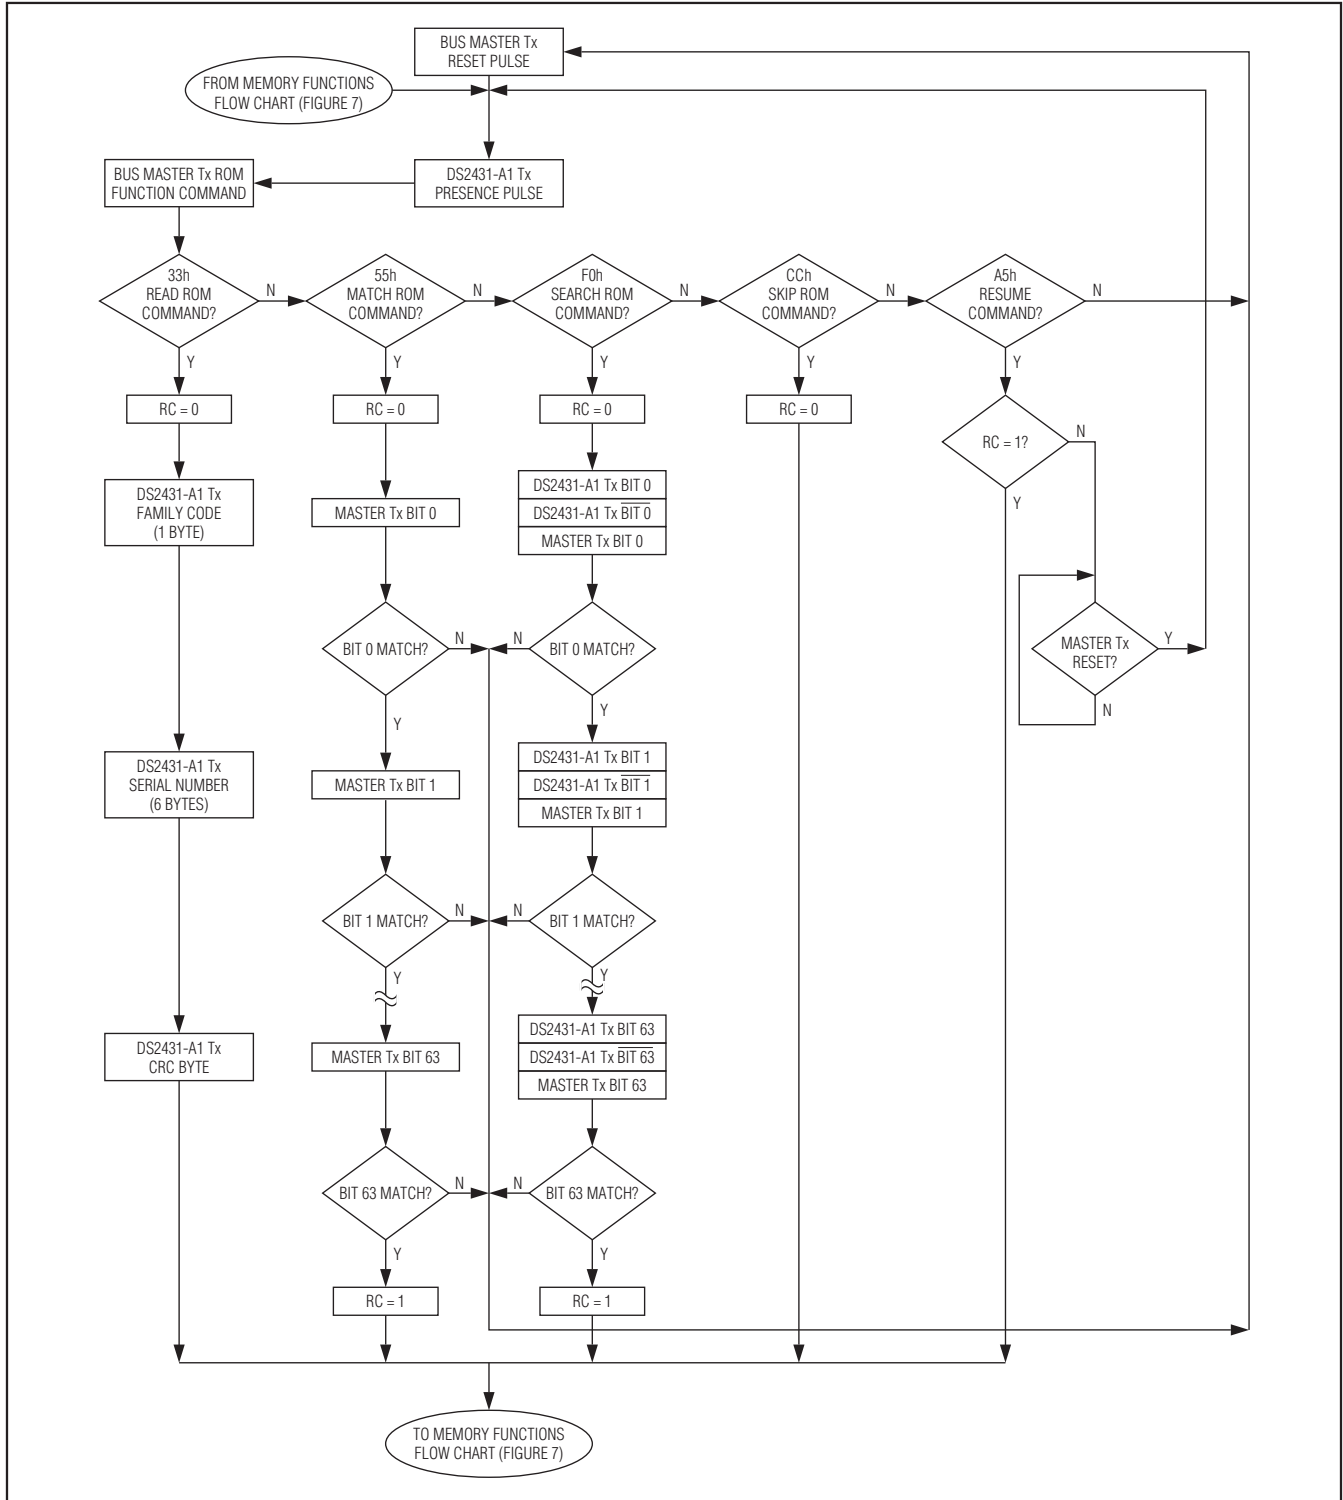 BUS MASTER Tx
RESET PULSE
FROM MEMORY FUNCTIONS
FLOW CHART (FIGURE 7)
BUS MASTER Tx ROM
FUNCTION COMMAND
DS2431-A1 Tx
PRESENCE PULSE
33h
READ ROM
COMMAND?
N
55h
MATCH ROM
COMMAND?
N
F0h
SEARCH ROM
COMMAND?
N
CCh
SKIP ROM
COMMAND?
N
A5h
RESUME
COMMAND?
N
Y
Y
Y
Y
Y
RC = 0
RC = 0
RC = 0
RC = 0
RC = 1?
N
Y
DS2431-A1 Tx
FAMILY CODE
(1 BYTE)
MASTER Tx BIT 0
DS2431-A1 Tx BIT 0
DS2431-A1 Tx B̅I̅T̅ ̅0̅
MASTER Tx BIT 0
BIT 0 MATCH?
N
N
BIT 0 MATCH?
MASTER Tx
RESET?
Y
N
Y
Y
DS2431-A1 Tx
SERIAL NUMBER
(6 BYTES)
MASTER Tx BIT 1
DS2431-A1 Tx BIT 1
DS2431-A1 Tx B̅I̅T̅ ̅1̅
MASTER Tx BIT 1
BIT 1 MATCH?
N
N
BIT 1 MATCH?
Y
Y
DS2431-A1 Tx
CRC BYTE
MASTER Tx BIT 63
DS2431-A1 Tx BIT 63
DS2431-A1 Tx B̅I̅T̅ ̅6̅3̅
MASTER Tx BIT 63
BIT 63 MATCH?
N
N
BIT 63 MATCH?
Y
Y
RC = 1
RC = 1
TO MEMORY FUNCTIONS
FLOW CHART (FIGURE 7)